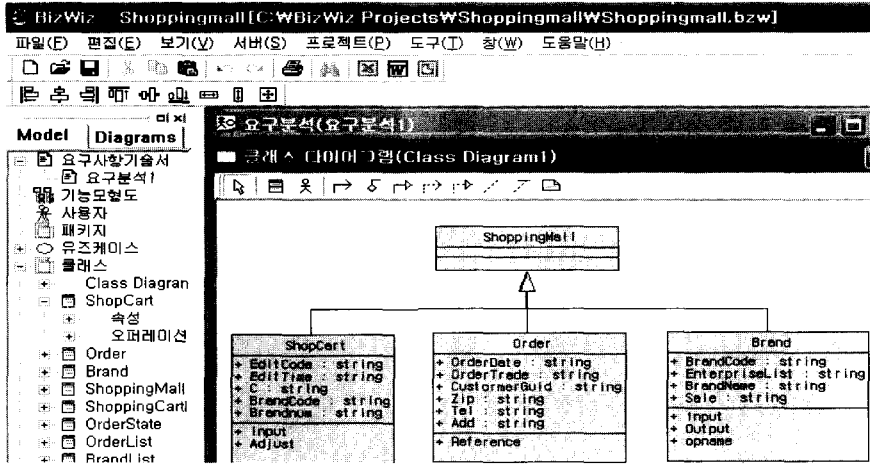 BizWiz Shoppingmall [C:₩BizWiz Projects₩Shoppingmall₩Shoppingmall.bzw]
파일(F) 편집(E) 보기(V) 서버(S) 프로젝트(P) 도구(T) 창(W) 도움말(H)
Model Diagrams
요구사항기술서
요구분석1
기능모형도
사용자
패키지
유즈케이스
클래스
Class Diagran
ShopCart
속성
오퍼레이션
Order
Brand
ShoppingMall
ShoppingCartI
OrderState
OrderList
BrandList
요구분석(요구분석1)
클래스 다이어그램(Class Diagram1)
ShoppingMall
ShopCart
+ EditCode : string
+ EditTime : string
+ C : string
+ BrandCode : string
+ Brandnum : string
+ Input
+ Adjust
Order
+ OrderDate : string
+ OrderTrade : string
+ CustormerGuid : string
+ Zip : string
+ Tel : string
+ Add : string
+ Reference
Brand
+ BrandCode : string
+ EnterpriseList : string
+ BrandName : string
+ Sale : string
+ Input
+ Output
+ opname